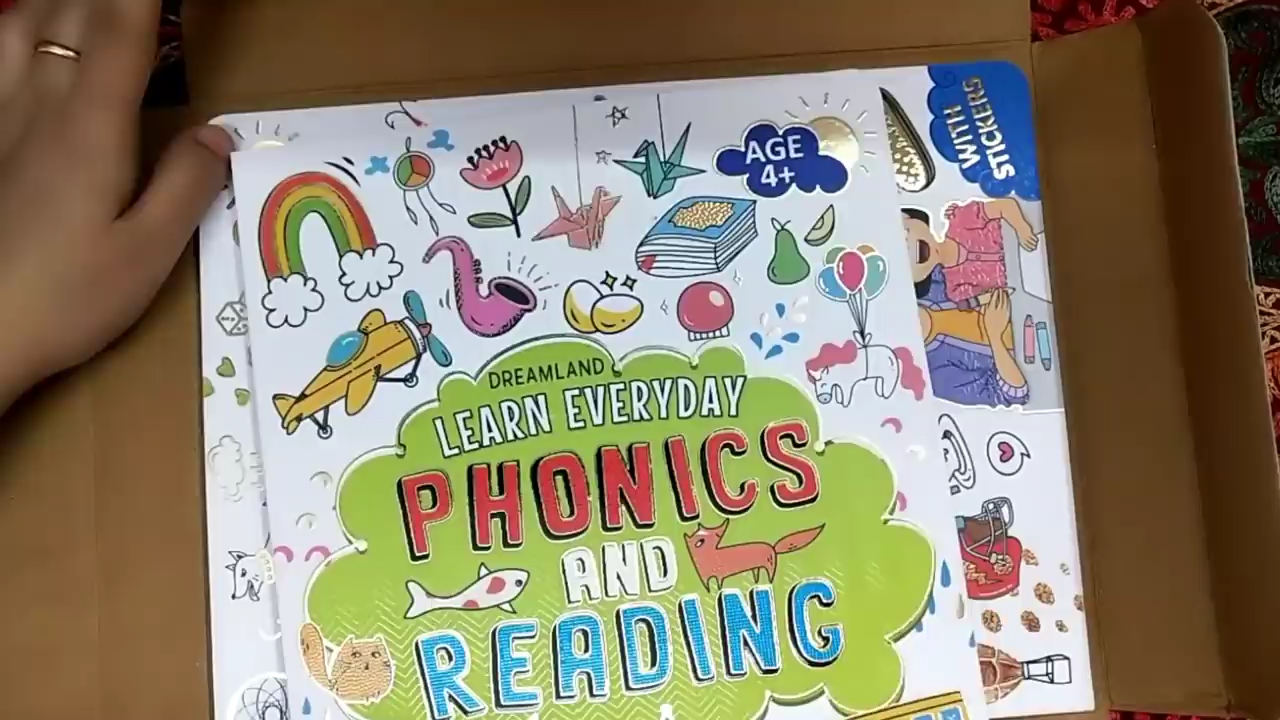 WITH
STICKERS
AGE
4+
DREAMLAND
LEARN EVERYDAY
PHONICS
AND
READING